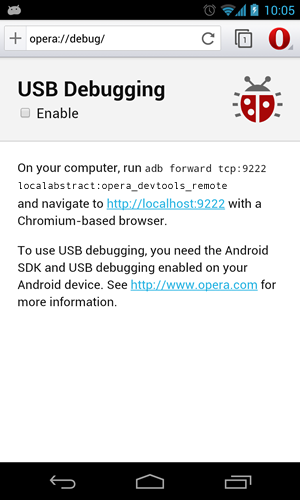 10:05
opera://debug/
1
USB Debugging
Enable
On your computer, run adb forward tcp:9222
localabstract:opera_devtools_remote
and navigate to http://localhost:9222 with a
Chromium-based browser.
To use USB debugging, you need the Android
SDK and USB debugging enabled on your
Android device. See http://www.opera.com for
more information.